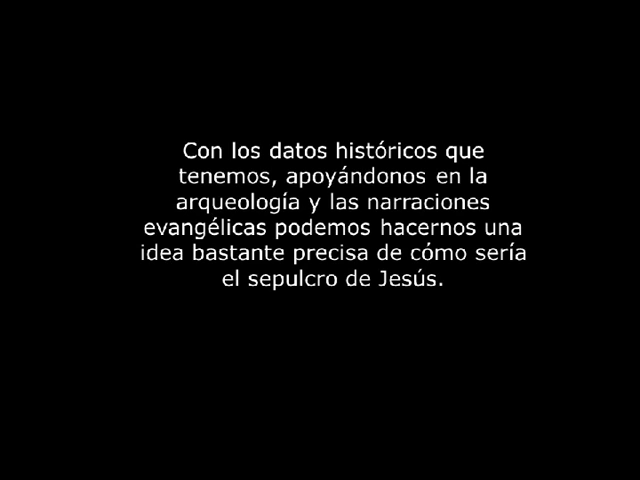 Con los datos históricos que
tenemos, apoyándonos en la
arqueología y las narraciones
evangélicas podemos hacernos una
idea bastante precisa de cómo sería
el sepulcro de Jesús.